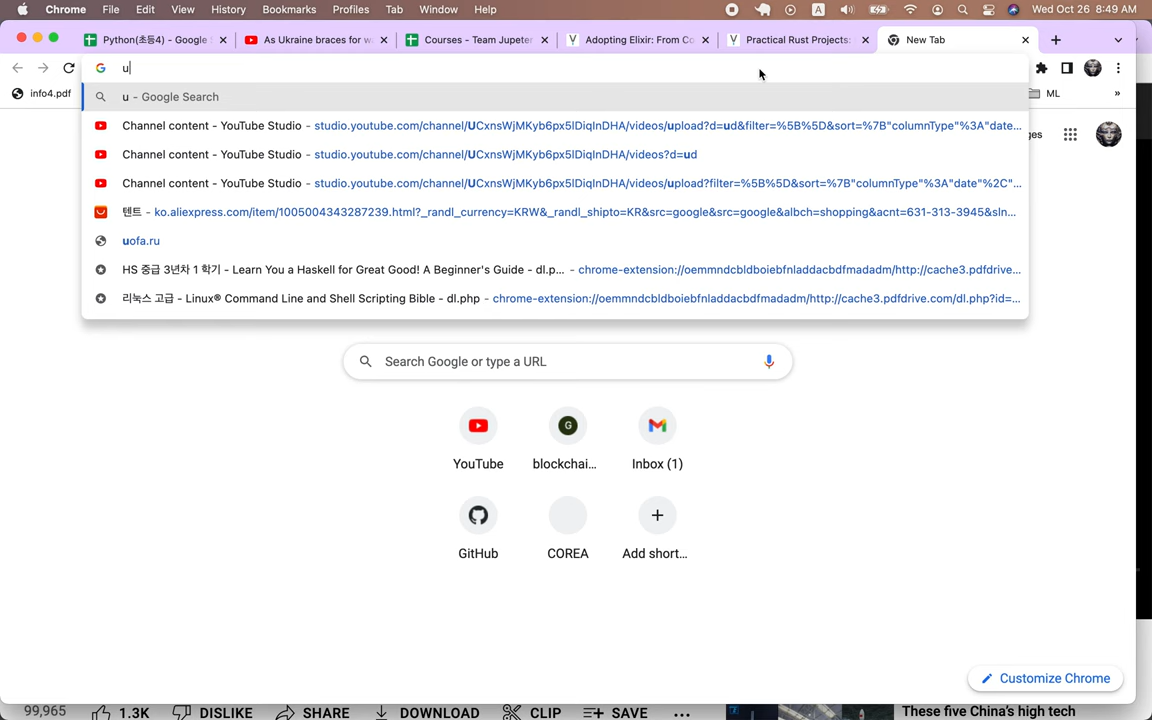 Chrome File Edit View History Bookmarks Profiles Tab Window Help A Wed Oct 26 8:49 AM
Python(초등4) - Google As Ukraine braces for w Courses - Team Jupeter Adopting Elixir: From Co Practical Rust Projects: New Tab
u
info4.pdf u - Google Search ML »
Channel content - YouTube Studio - studio.youtube.com/channel/UCxnsWjMKyb6px5lDiqInDHA/videos/upload?d=ud&filter=%5B%5D&sort=%7B"columnType"%3A"date...
Channel content - YouTube Studio - studio.youtube.com/channel/UCxnsWjMKyb6px5lDiqInDHA/videos?d=ud
Channel content - YouTube Studio - studio.youtube.com/channel/UCxnsWjMKyb6px5lDiqInDHA/videos/upload?filter=%5B%5D&sort=%7B"columnType"%3A"date"%2C"...
텐트 - ko.aliexpress.com/item/1005004343287239.html?_randl_currency=KRW&_randl_shipto=KR&src=google&src=google&albch=shopping&acnt=631-313-3945&sln...
uofa.ru
HS 중급 3년차 1 학기 - Learn You a Haskell for Great Good! A Beginner's Guide - dl.p... - chrome-extension://oemmndcbldboiebfnladdacbdfmadadm/http://cache3.pdfdrive...
리눅스 고급 - Linux® Command Line and Shell Scripting Bible - dl.php - chrome-extension://oemmndcbldboiebfnladdacbdfmadadm/http://cache3.pdfdrive.com/dl.php?id=...
Search Google or type a URL
G
YouTube blockchai... Inbox (1)
GitHub COREA Add short...
Customize Chrome
99,965 1.3K DISLIKE SHARE DOWNLOAD CLIP SAVE ... These five China's high tech